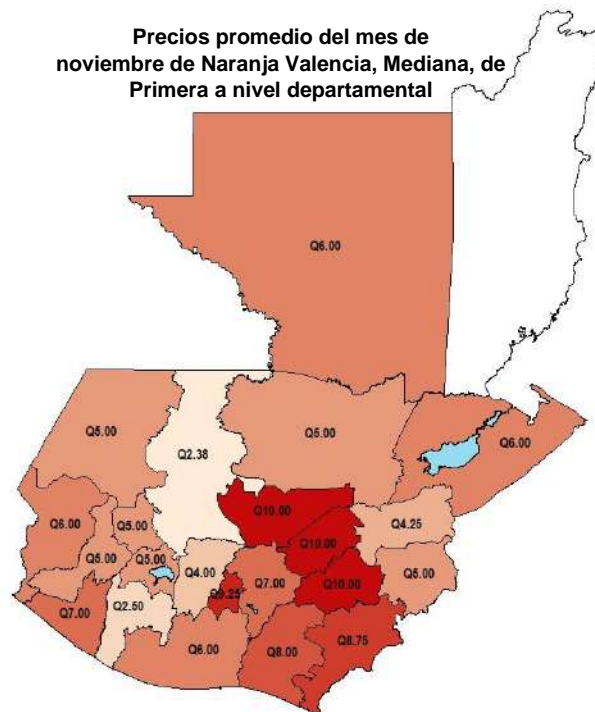 Precios promedio del mes de
noviembre de Naranja Valencia, Mediana, de
Primera a nivel departamental
Q6.00
Q5.00
Q2.38
Q5.00
Q6.00
Q10.00
Q6.00
Q5.00
Q10.00
Q4.25
Q5.00
Q5.00
Q4.00
Q7.00
Q10.00
Q5.00
Q9.25
Q7.00
Q2.50
Q6.00
Q8.00
Q8.75